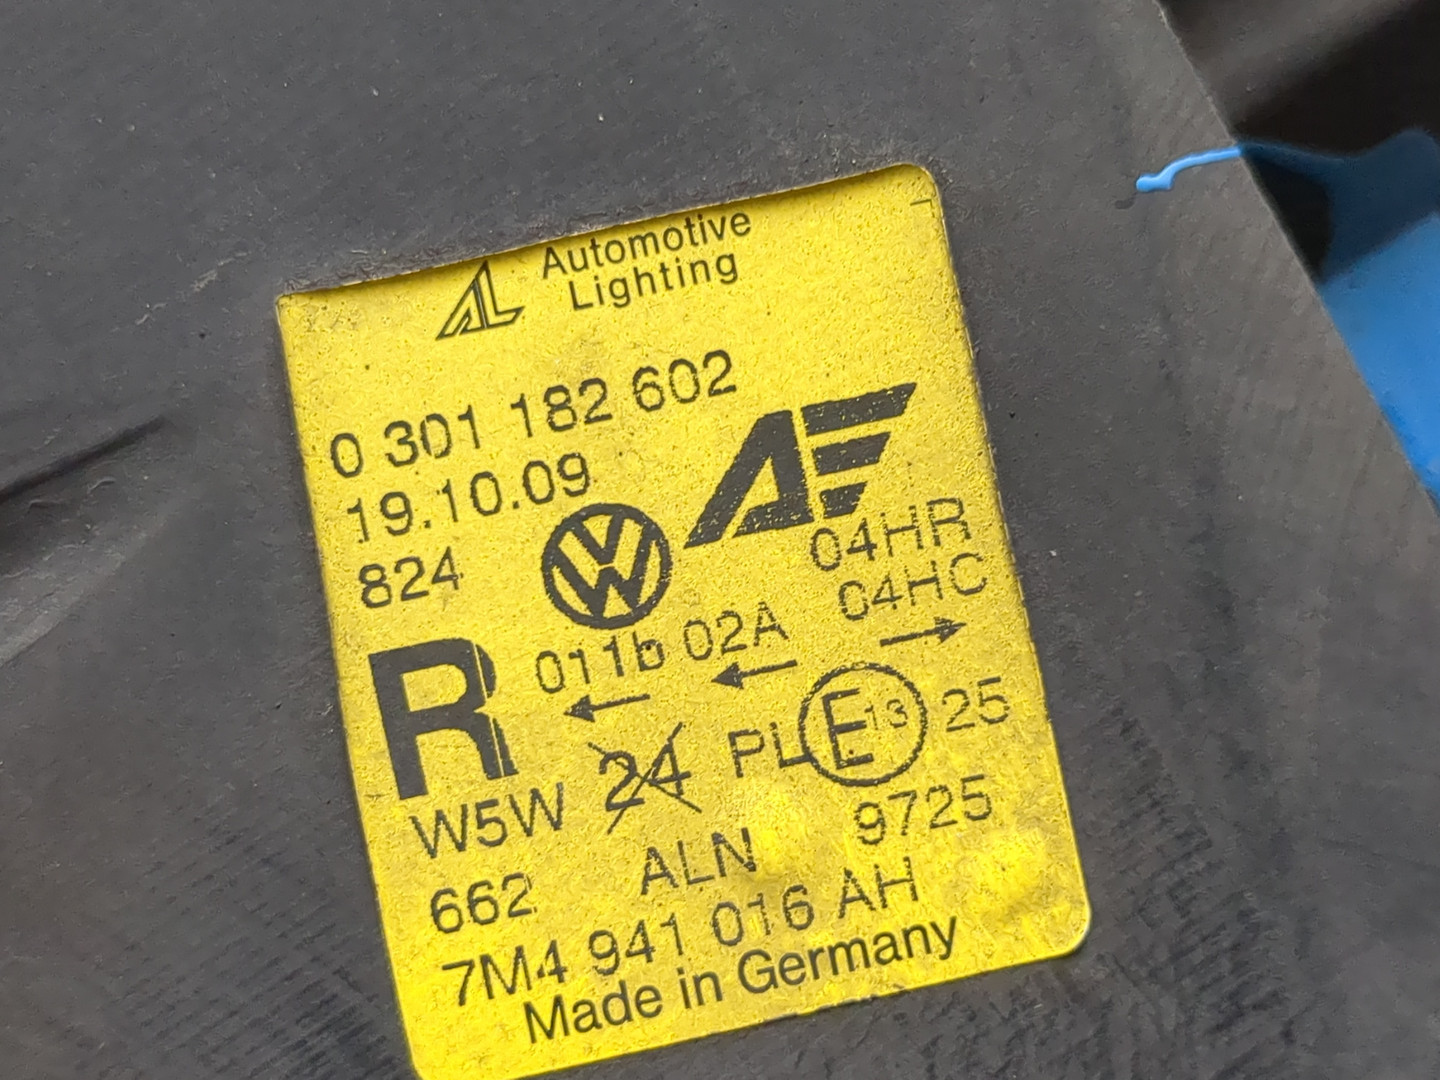 AL Automotive
Lighting
0 301 182 602
19.10.09
824
04HR
04HC
R 011b 02A
W5W 24 PL E13 25
662 ALN 9725
7M4 941 016 AH
Made in Germany